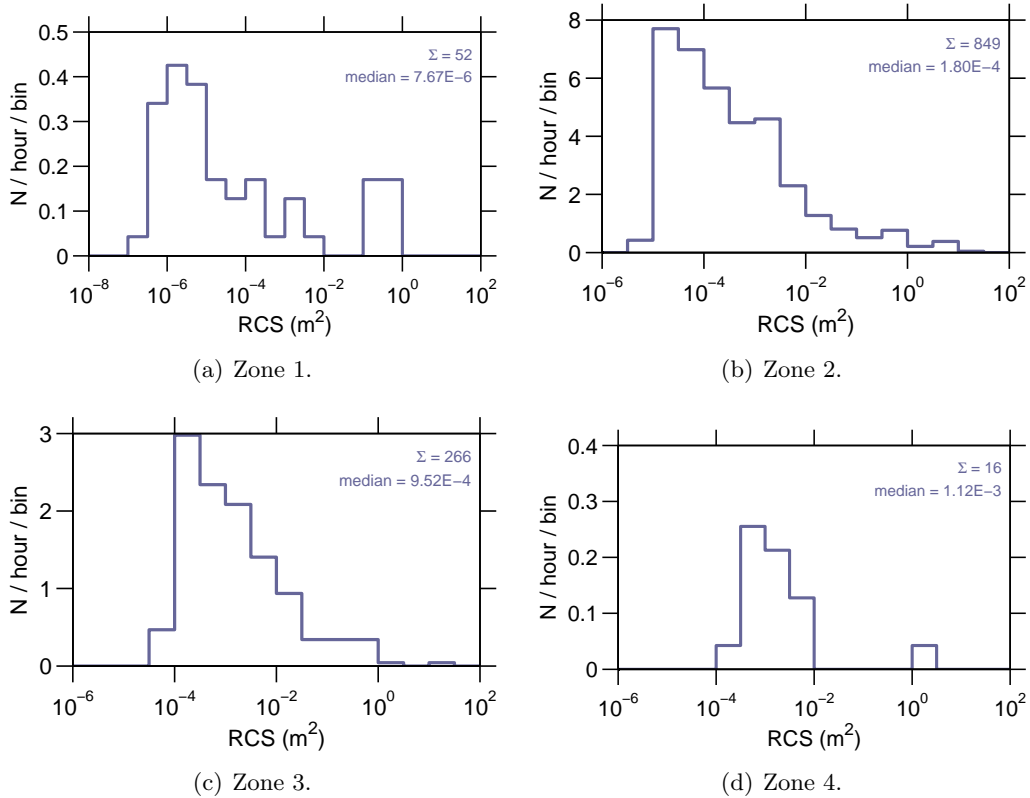 0.5
0.4
0.3
0.2
0.1
0
N / hour / bin
Σ = 52
median = 7.67E−6
10^−8 10^−6 10^−4 10^−2 10^0 10^2
RCS (m^2)
(a) Zone 1.
8
6
4
2
0
N / hour / bin
Σ = 849
median = 1.80E−4
10^−6 10^−4 10^−2 10^0 10^2
RCS (m^2)
(b) Zone 2.
3
2
1
0
N / hour / bin
Σ = 266
median = 9.52E−4
10^−6 10^−4 10^−2 10^0 10^2
RCS (m^2)
(c) Zone 3.
0.4
0.3
0.2
0.1
0
N / hour / bin
Σ = 16
median = 1.12E−3
10^−6 10^−4 10^−2 10^0 10^2
RCS (m^2)
(d) Zone 4.